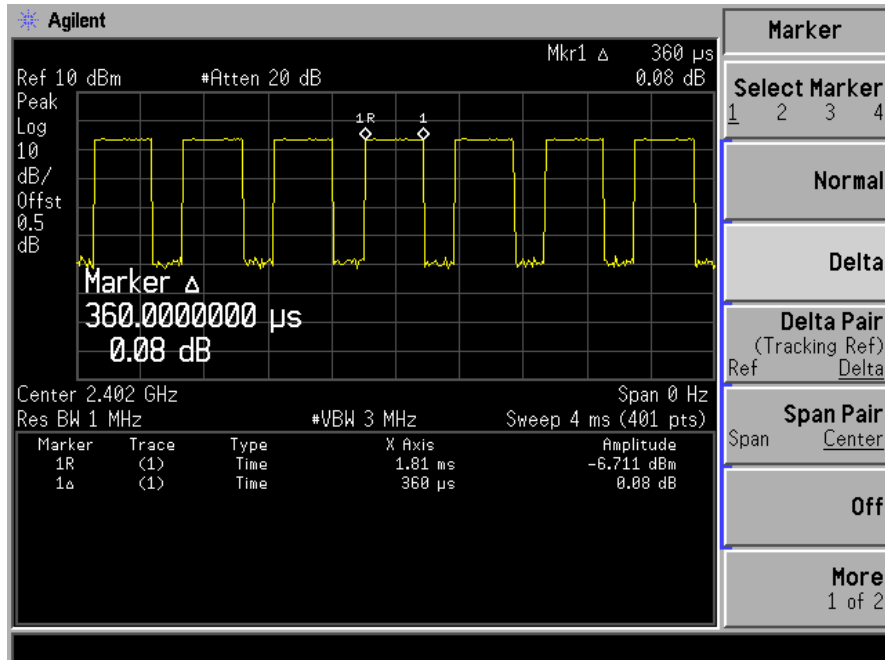 Agilent
Mkr1 Δ 360 µs
Ref 10 dBm #Atten 20 dB 0.08 dB
Peak
Log
10
dB/
Offst
0.5
dB
1R 1
Marker Δ
360.0000000 µs
0.08 dB
Center 2.402 GHz Span 0 Hz
Res BW 1 MHz #VBW 3 MHz Sweep 4 ms (401 pts)
Marker Trace Type X Axis Amplitude
1R (1) Time 1.81 ms -6.711 dBm
1Δ (1) Time 360 µs 0.08 dB
Marker
Select Marker
1 2 3 4
Normal
Delta
Delta Pair
(Tracking Ref)
Ref Delta
Span Pair
Span Center
Off
More
1 of 2